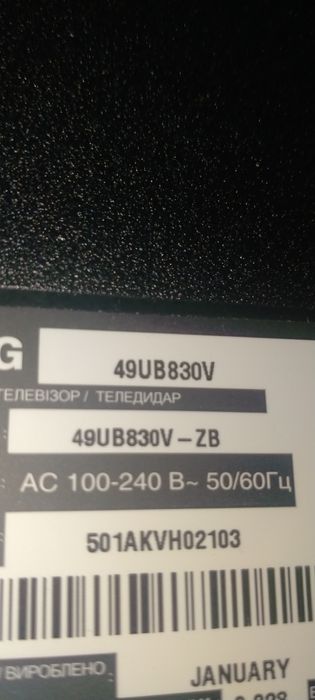 G
49UB830V
ТЕЛЕВІЗОР / ТЕЛЕДИДАР
49UB830V-ZB
AC 100-240 В~ 50/60Гц
501AKVH02103
ВИРОБЛЕНО
JANUARY